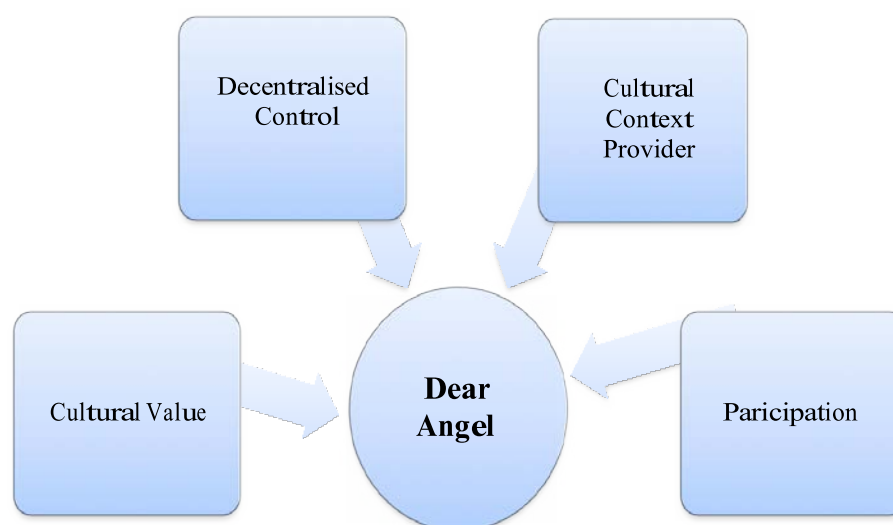 Decentralised
Control
Cultural
Context
Provider
Cultural Value
Dear
Angel
Paricipation